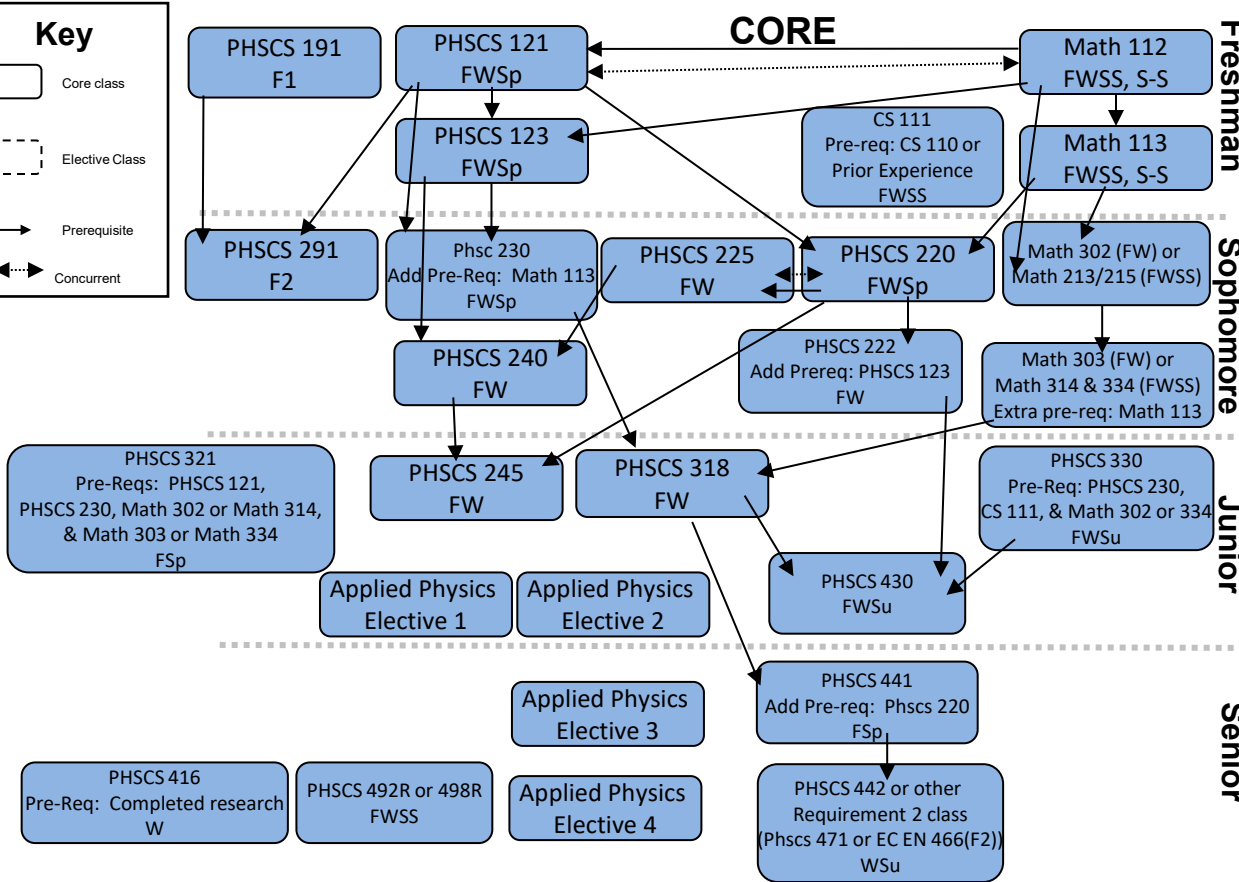 Key
Core class
Elective Class
Prerequisite
Concurrent
CORE
Freshman
PHSCS 191
F1
PHSCS 121
FWSp
Math 112
FWSS, S-S
PHSCS 123
FWSp
CS 111
Pre-req: CS 110 or
Prior Experience
FWSS
Math 113
FWSS, S-S
Sophomore
PHSCS 291
F2
Phsc 230
Add Pre-Req: Math 113
FWSp
PHSCS 225
FW
PHSCS 220
FWSp
Math 302 (FW) or
Math 213/215 (FWSS)
PHSCS 240
FW
PHSCS 222
Add Prereq: PHSCS 123
FW
Math 303 (FW) or
Math 314 & 334 (FWSS)
Extra pre-req: Math 113
Junior
PHSCS 321
Pre-Reqs: PHSCS 121,
PHSCS 230, Math 302 or Math 314,
& Math 303 or Math 334
FSp
PHSCS 245
FW
PHSCS 318
FW
PHSCS 330
Pre-Req: PHSCS 230,
CS 111, & Math 302 or 334
FWSu
Applied Physics
Elective 1
Applied Physics
Elective 2
PHSCS 430
FWSu
Senior
Applied Physics
Elective 3
PHSCS 441
Add Pre-req: Phscs 220
FSp
PHSCS 416
Pre-Req: Completed research
W
PHSCS 492R or 498R
FWSS
Applied Physics
Elective 4
PHSCS 442 or other
Requirement 2 class
(Phscs 471 or EC EN 466(F2))
WSu